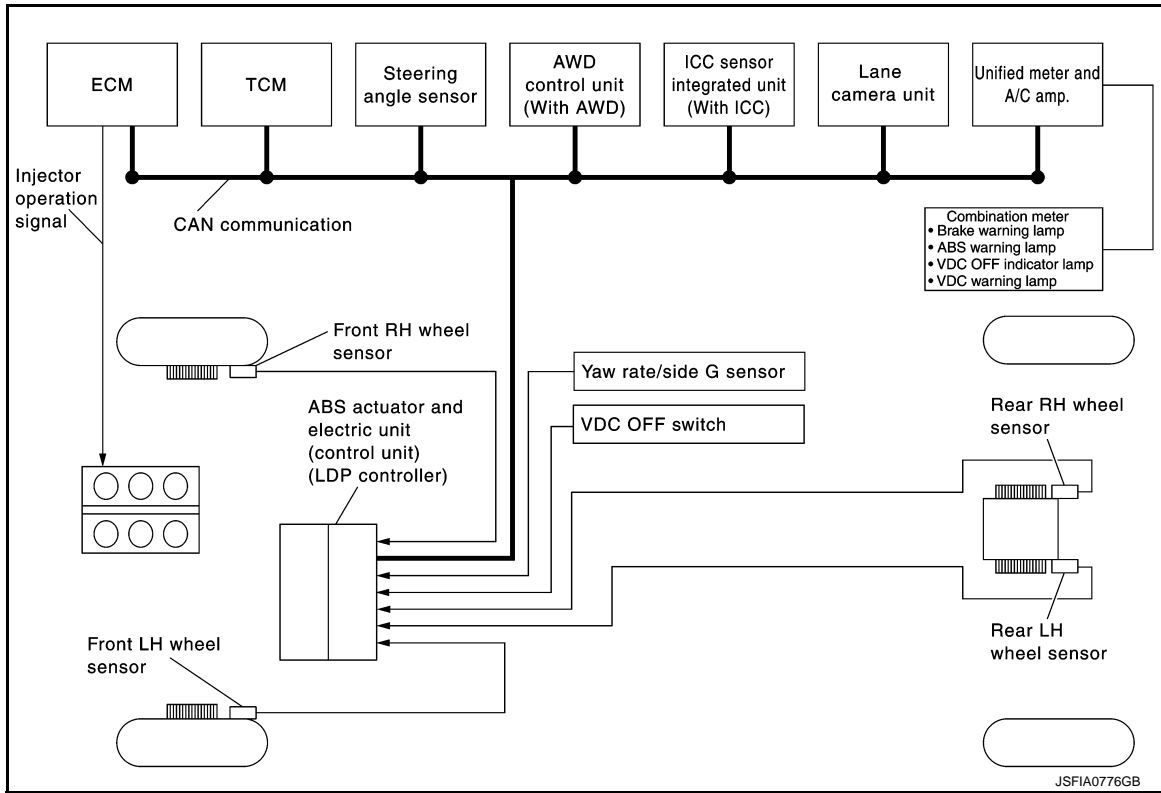 ECM
TCM
Steering
angle sensor
AWD
control unit
(With AWD)
ICC sensor
integrated unit
(With ICC)
Lane
camera unit
Unified meter and
A/C amp.
Injector
operation
signal
CAN communication
Combination meter
• Brake warning lamp
• ABS warning lamp
• VDC OFF indicator lamp
• VDC warning lamp
Front RH wheel
sensor
Yaw rate/side G sensor
ABS actuator and
electric unit
(control unit)
(LDP controller)
VDC OFF switch
Rear RH wheel
sensor
Front LH wheel
sensor
Rear LH
wheel sensor
JSFIA0776GB